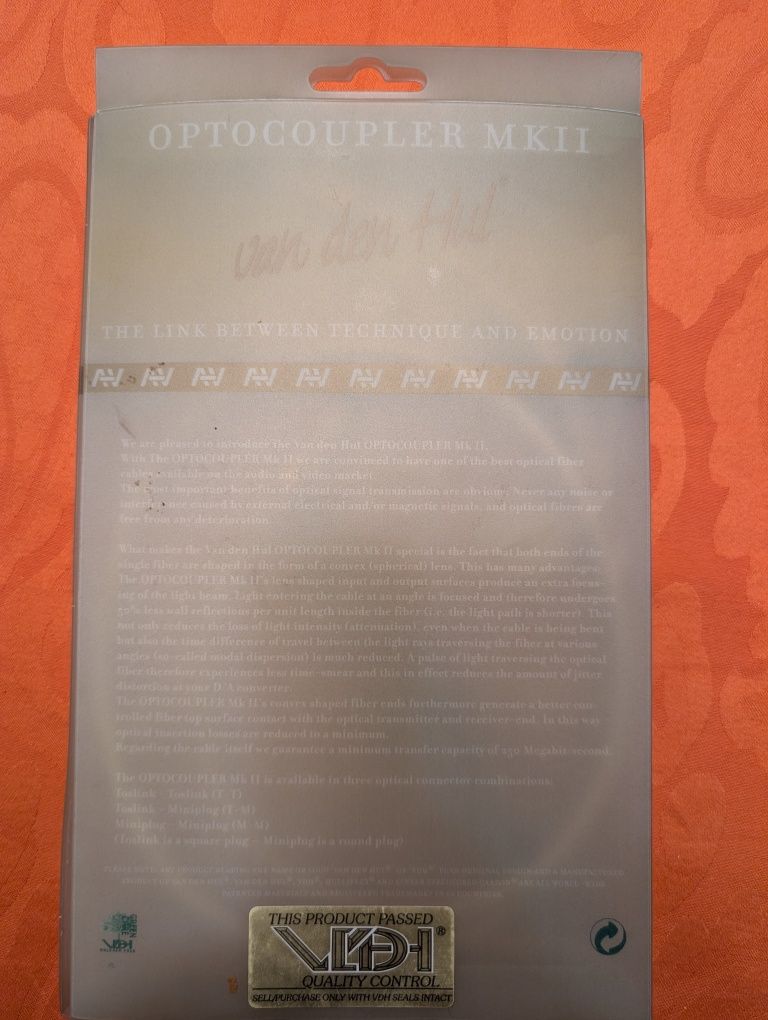 OPTOCOUPLER MKII
van den Hul
THE LINK BETWEEN TECHNIQUE AND EMOTION
We are pleased to introduce the Van den Hul OPTOCOUPLER Mk II.
With The OPTOCOUPLER Mk II we are convinced to have one of the best optical fiber
cables available on the audio and video market.
The most important benefits of optical signal transmission are obvious: Never any noise or
interference caused by external electrical and/or magnetic signals, and optical fibres are
free from any deterioration.
What makes the Van den Hul OPTOCOUPLER Mk II special is the fact that both ends of the
single fiber are shaped in the form of a convex (spherical) lens. This has many advantages:
The OPTOCOUPLER Mk II's lens shaped input and output surfaces produce an extra focus-
ing of the light beam. Light entering the cable at an angle is focused and therefore undergoes
50% less wall reflections per unit length inside the fiber (i.e. the light path is shorter). This
not only reduces the loss of light intensity (attenuation), even when the cable is being bent
but also the time difference of travel between the light rays traversing the fiber at various
angles (so-called modal dispersion) is much reduced. A pulse of light traversing the optical
fiber therefore experiences less time-smear and this in effect reduces the amount of jitter
distortion at your D/A converter.
The OPTOCOUPLER Mk II's convex shaped fiber ends furthermore generate a better con-
trolled fiber top surface contact with the optical transmitter and receiver-end. In this way
optical insertion losses are reduced to a minimum.
Regarding the cable itself we guarantee a minimum transfer capacity of 250 Megabit/second.
The OPTOCOUPLER Mk II is available in three optical connector combinations:
Toslink - Toslink (T-T)
Toslink - Miniplug (T-M)
Miniplug - Miniplug (M-M)
(Toslink is a square plug - Miniplug is a round plug)
PLEASE NOTE: ANY PRODUCT BEARING THE NAME OF
THIS PRODUCT PASSED
VDH®
QUALITY CONTROL
SELL/PURCHASE ONLY WITH VDH SEALS INTACT